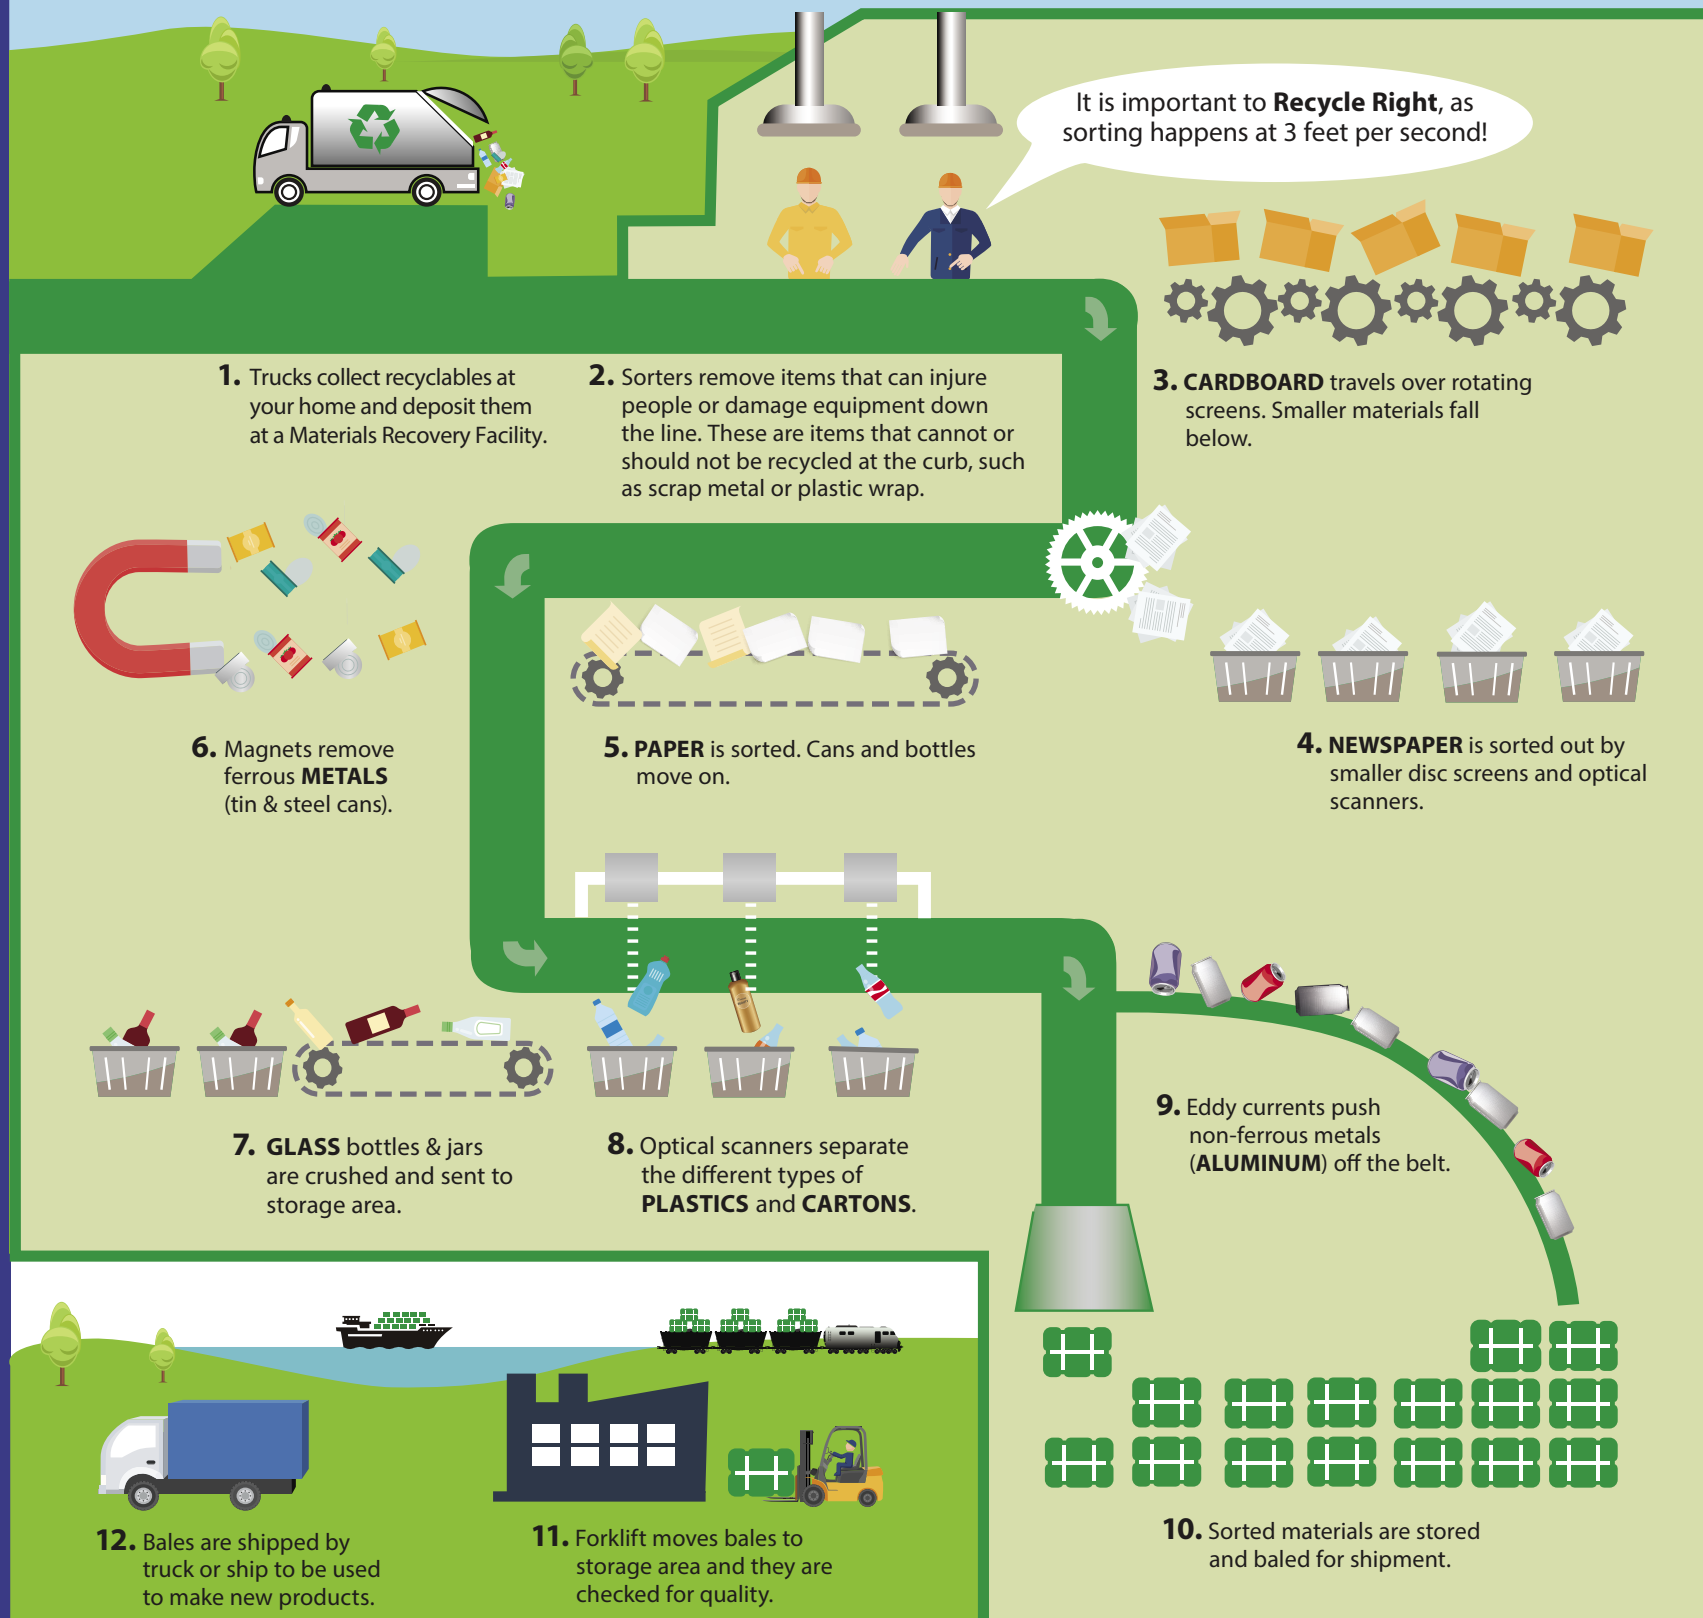 It is important to Recycle Right, as
sorting happens at 3 feet per second!
1. Trucks collect recyclables at
your home and deposit them
at a Materials Recovery Facility.
2. Sorters remove items that can injure
people or damage equipment down
the line. These are items that cannot or
should not be recycled at the curb, such
as scrap metal or plastic wrap.
3. CARDBOARD travels over rotating
screens. Smaller materials fall
below.
4. NEWSPAPER is sorted out by
smaller disc screens and optical
scanners.
5. PAPER is sorted. Cans and bottles
move on.
6. Magnets remove
ferrous METALS
(tin & steel cans).
7. GLASS bottles & jars
are crushed and sent to
storage area.
8. Optical scanners separate
the different types of
PLASTICS and CARTONS.
9. Eddy currents push
non-ferrous metals
(ALUMINUM) off the belt.
10. Sorted materials are stored
and baled for shipment.
11. Forklift moves bales to
storage area and they are
checked for quality.
12. Bales are shipped by
truck or ship to be used
to make new products.